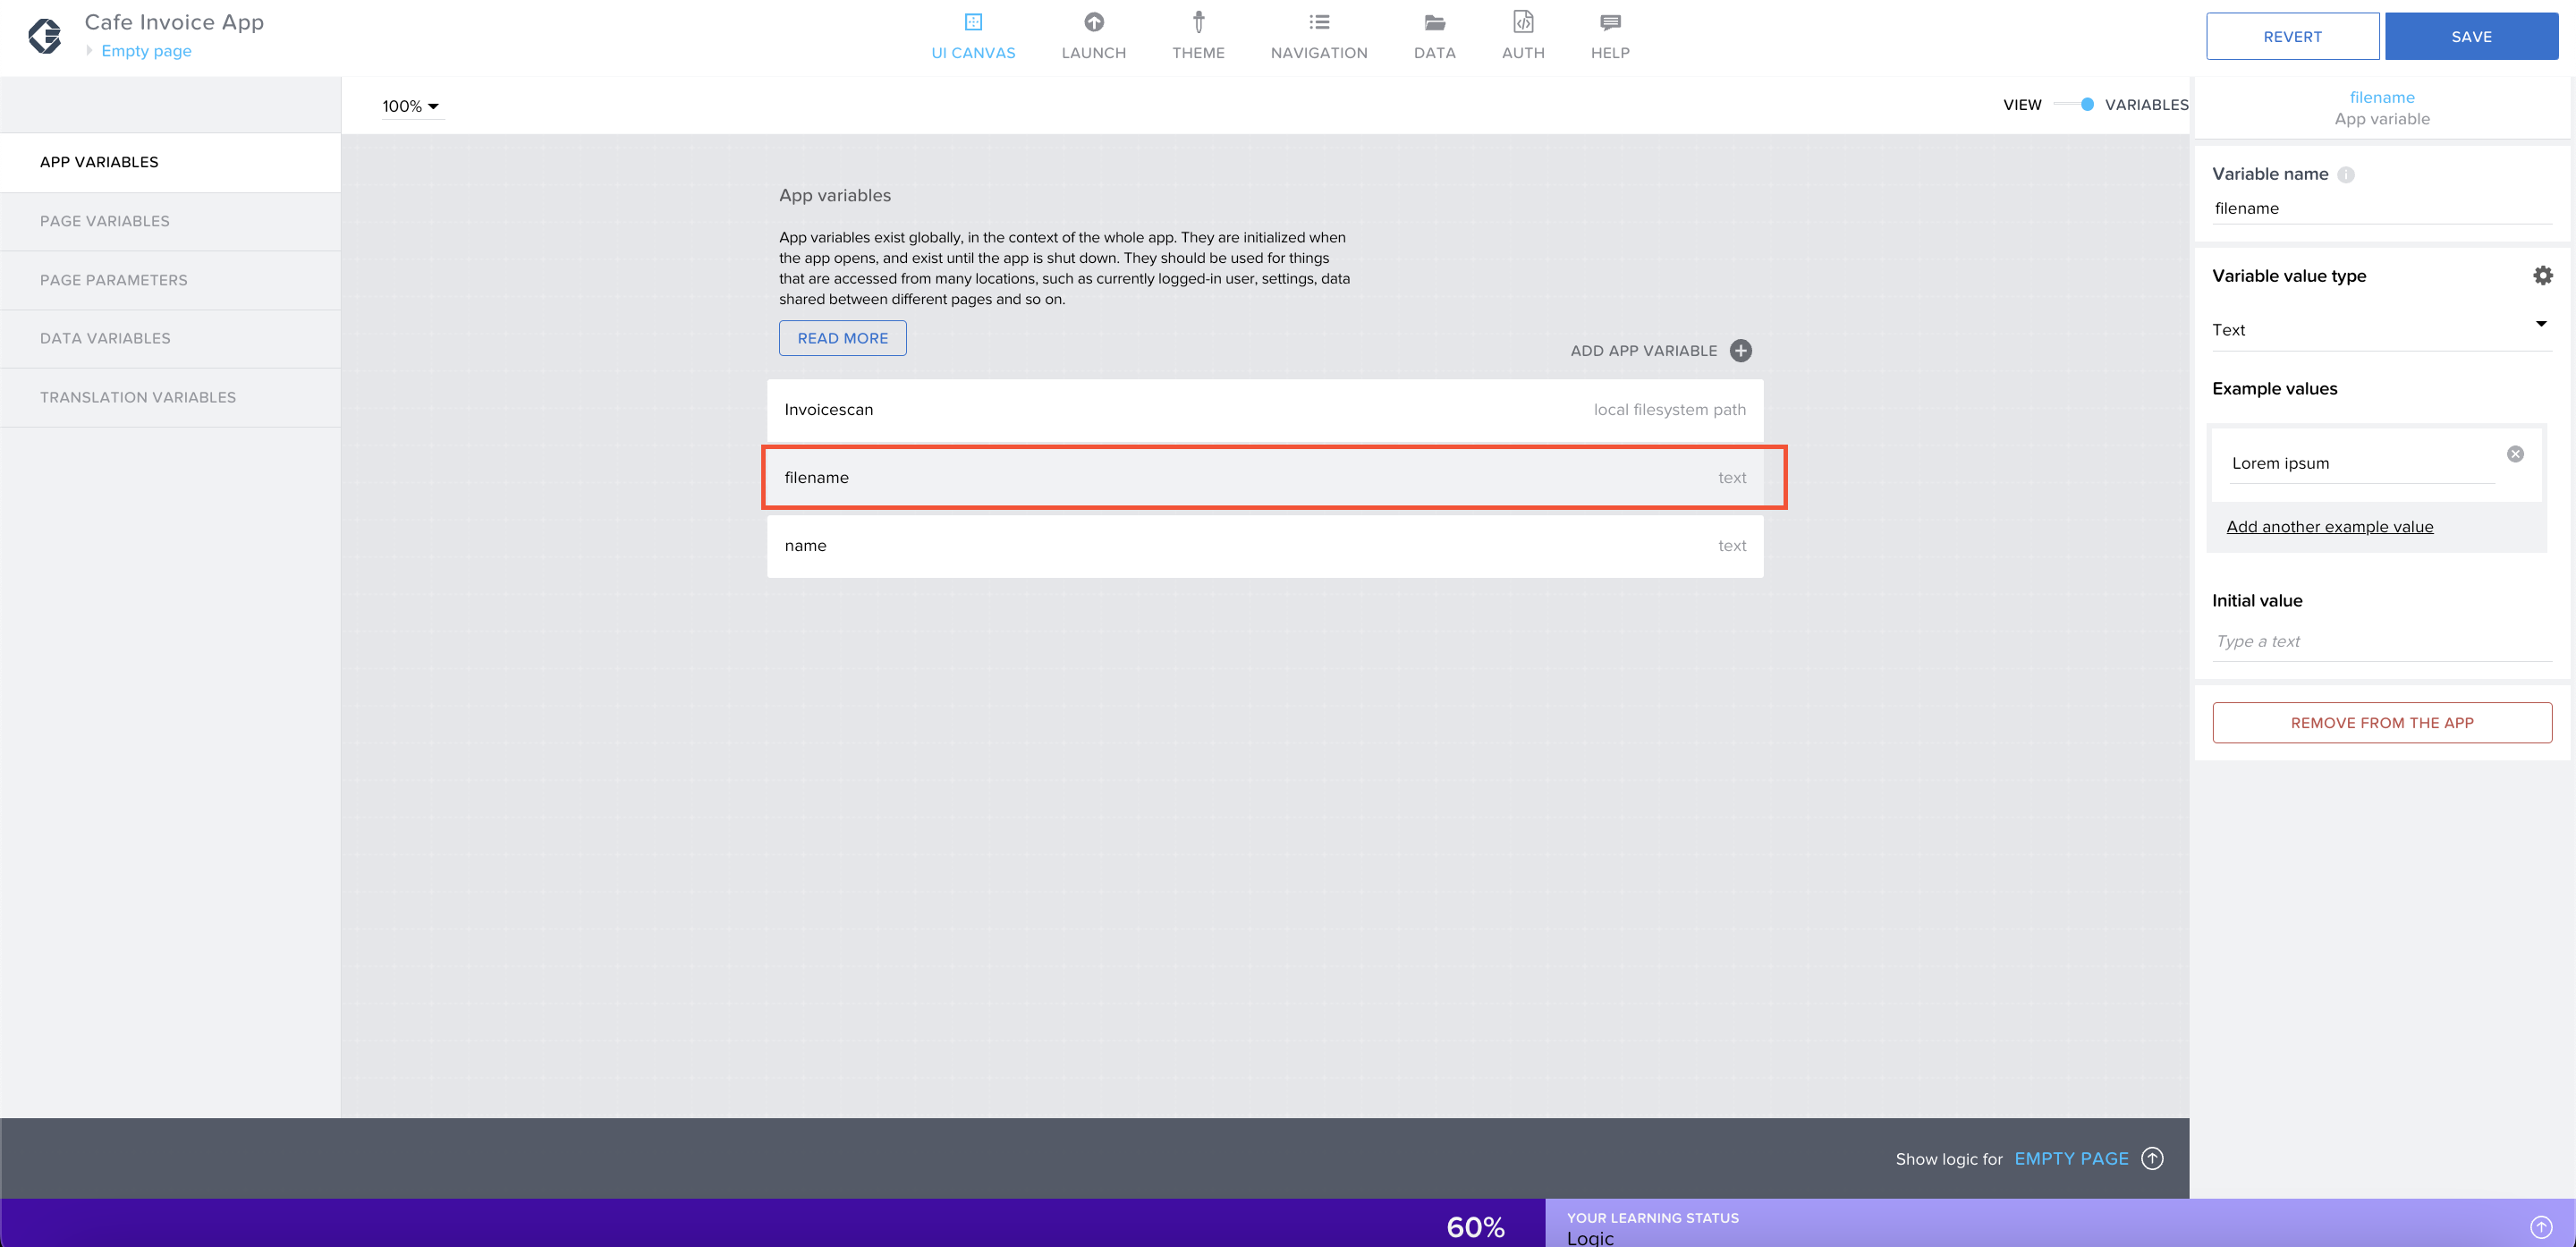 Cafe Invoice App
Empty page
UI CANVAS
LAUNCH
THEME
NAVIGATION
DATA
AUTH
HELP
REVERT
SAVE
APP VARIABLES
PAGE VARIABLES
PAGE PARAMETERS
DATA VARIABLES
TRANSLATION VARIABLES
100%
VIEW
VARIABLES
App variables
App variables exist globally, in the context of the whole app. They are initialized when
the app opens, and exist until the app is shut down. They should be used for things
that are accessed from many locations, such as currently logged-in user, settings, data
shared between different pages and so on.
READ MORE
ADD APP VARIABLE
Invoicescan local filesystem path
filename text
name text
filename
App variable
Variable name
filename
Variable value type
Text
Example values
Lorem ipsum
Add another example value
Initial value
Type a text
REMOVE FROM THE APP
Show logic for EMPTY PAGE
60%
YOUR LEARNING STATUS
Logic